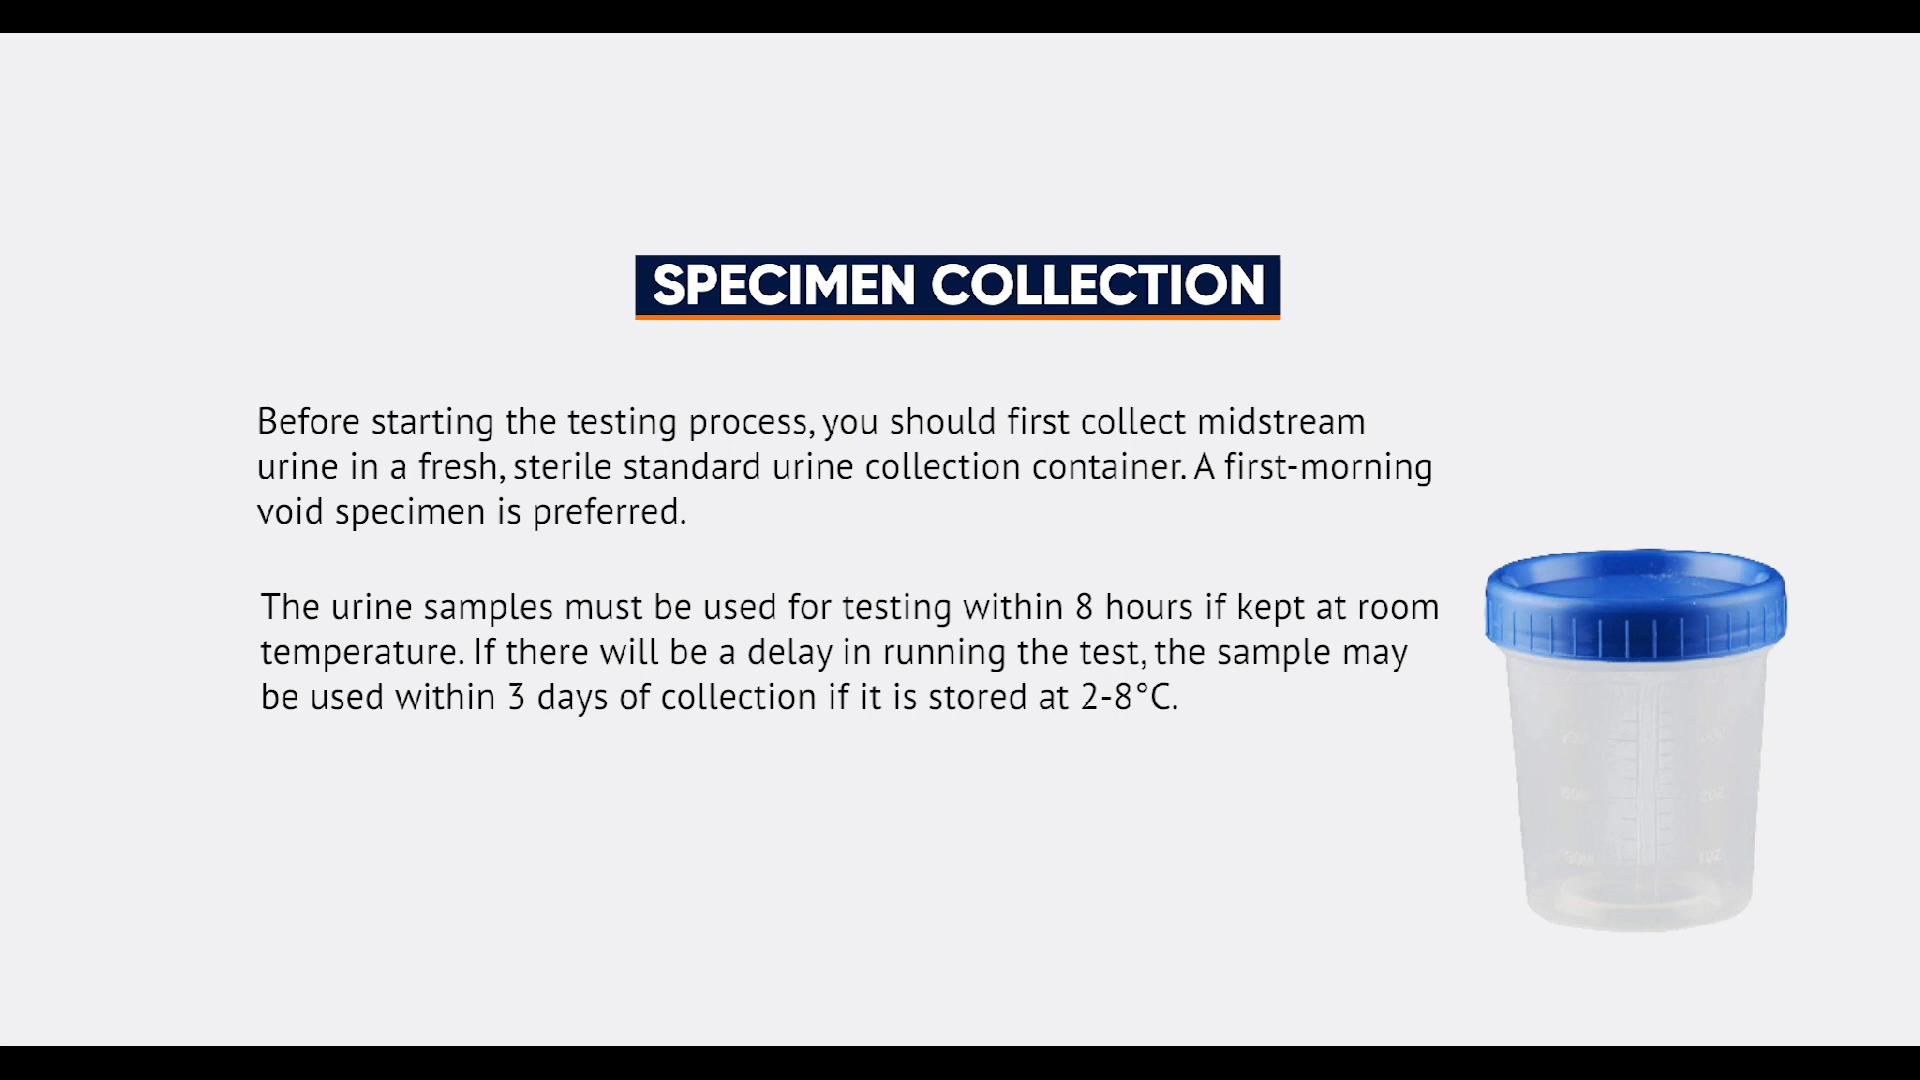 SPECIMEN COLLECTION
Before starting the testing process, you should first collect midstream
urine in a fresh, sterile standard urine collection container. A first-morning
void specimen is preferred.
The urine samples must be used for testing within 8 hours if kept at room
temperature. If there will be a delay in running the test, the sample may
be used within 3 days of collection if it is stored at 2-8°C.